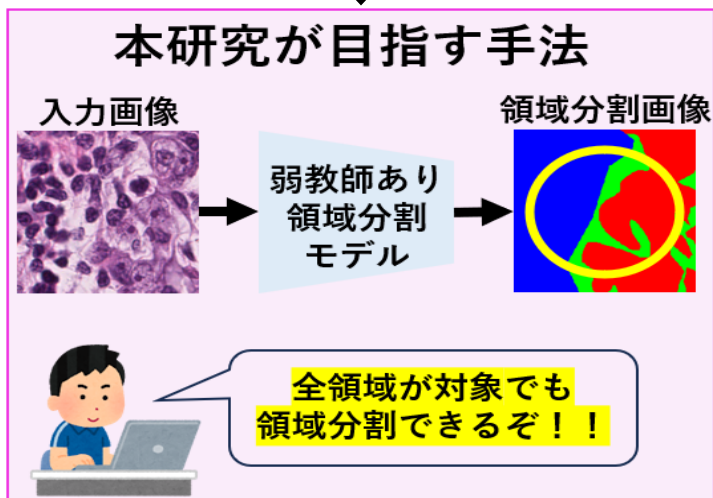 本研究が目指す手法
入力画像
領域分割画像
弱教師あり
領域分割
モデル
全領域が対象でも
領域分割できるぞ！！